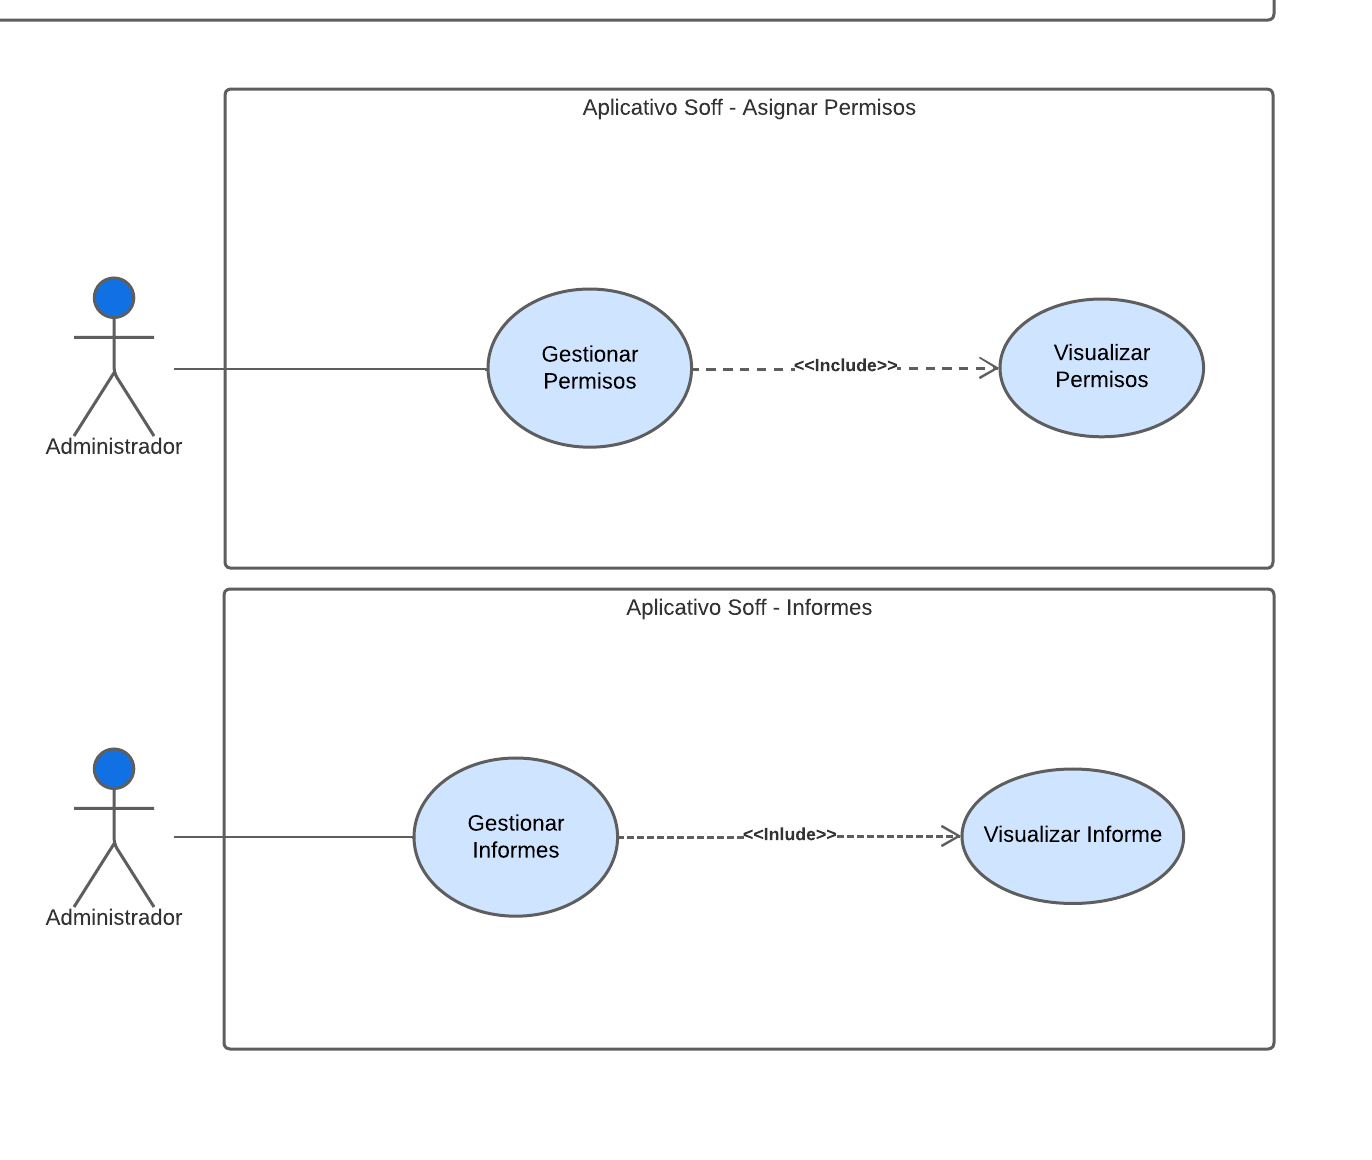 Aplicativo Soff - Asignar Permisos
Gestionar
Permisos
<<Include>>
Visualizar
Permisos
Administrador
Aplicativo Soff - Informes
Gestionar
Informes
<<Inlude>>
Visualizar Informe
Administrador